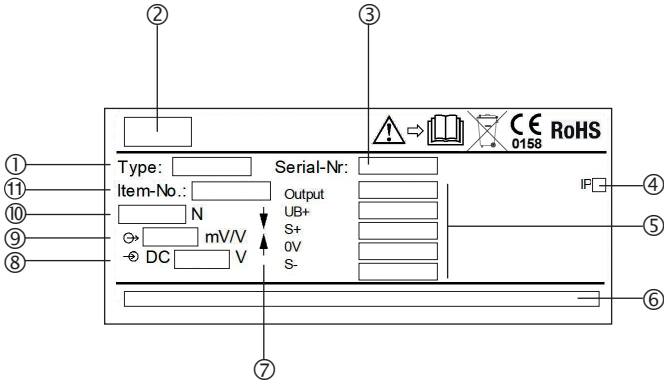 ② ③
0158 RoHS
① Type: Serial-Nr:
⑪ Item-No.: Output IP ④
⑩ N UB+
⑨ mV/V S+ ⑤
⑧ DC V 0V
S-
⑥
⑦